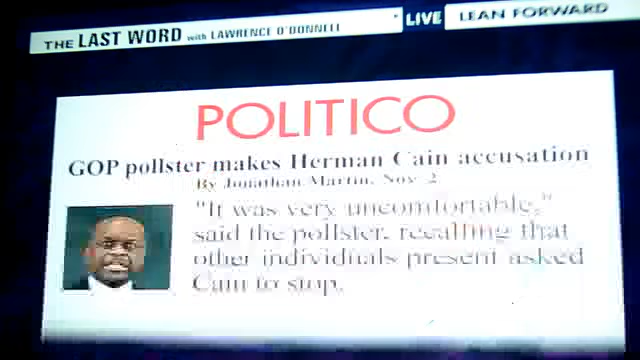 THE LAST WORD with LAWRENCE O'DONNELL
LIVE
LEAN FORWARD
POLITICO
GOP pollster makes Herman Cain accusation
By Jonathan Martin, Nov. 2
"It was very uncomfortable,"
said the pollster, recalling that
other individuals present asked
Cain to stop.